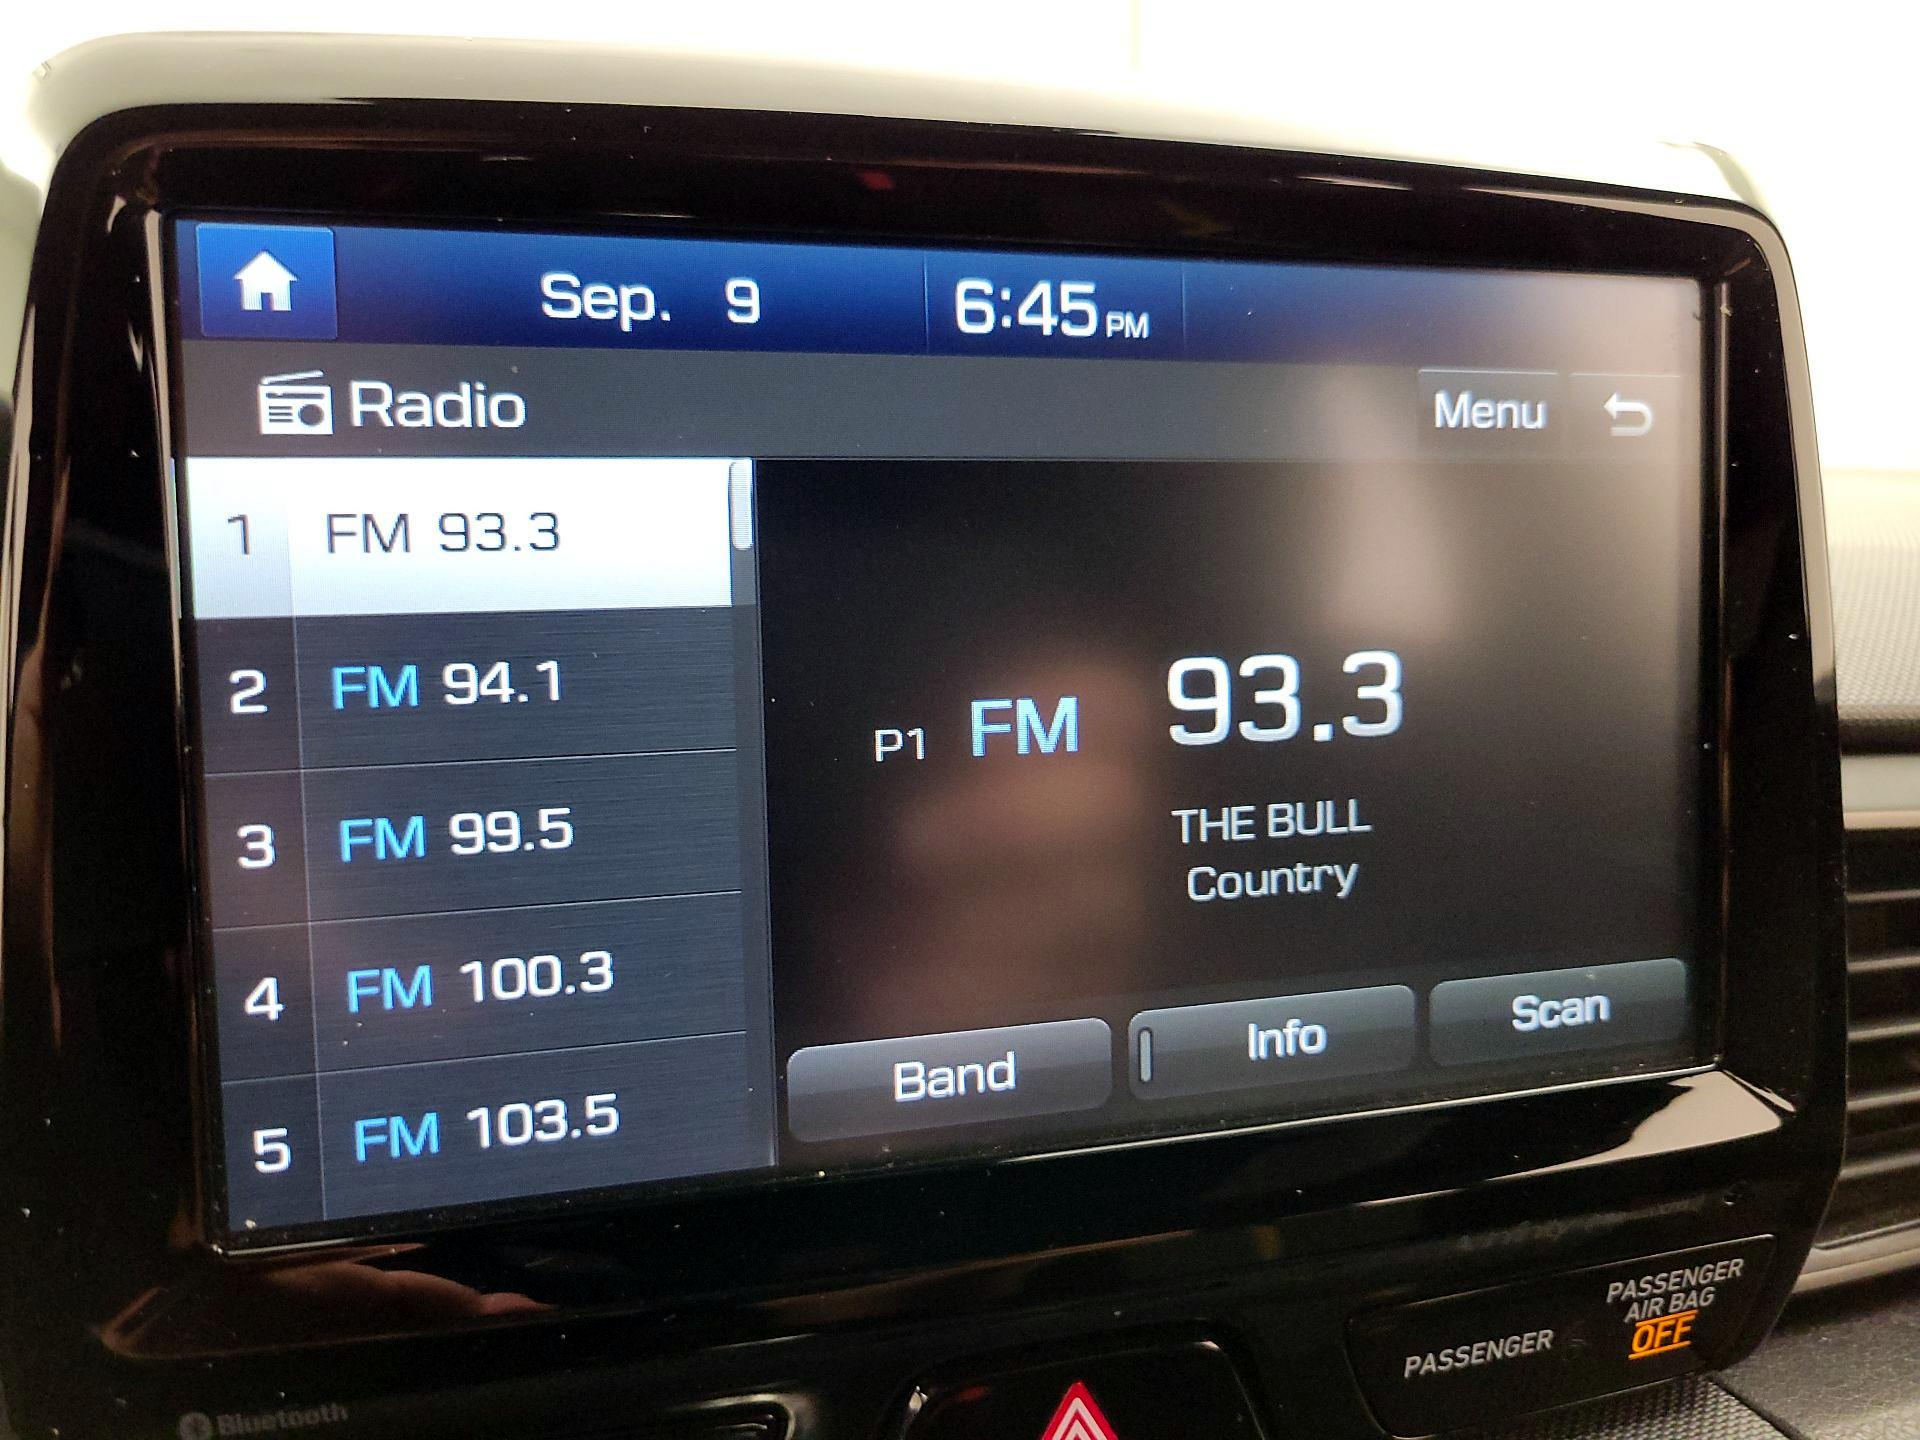 Sep. 9 6:45 PM
Radio
Menu
1 FM 93.3
2 FM 94.1
3 FM 99.5
4 FM 100.3
5 FM 103.5
P1 FM 93.3
THE BULL
Country
Band Info Scan
PASSENGER
AIR BAG
OFF
PASSENGER
Bluetooth